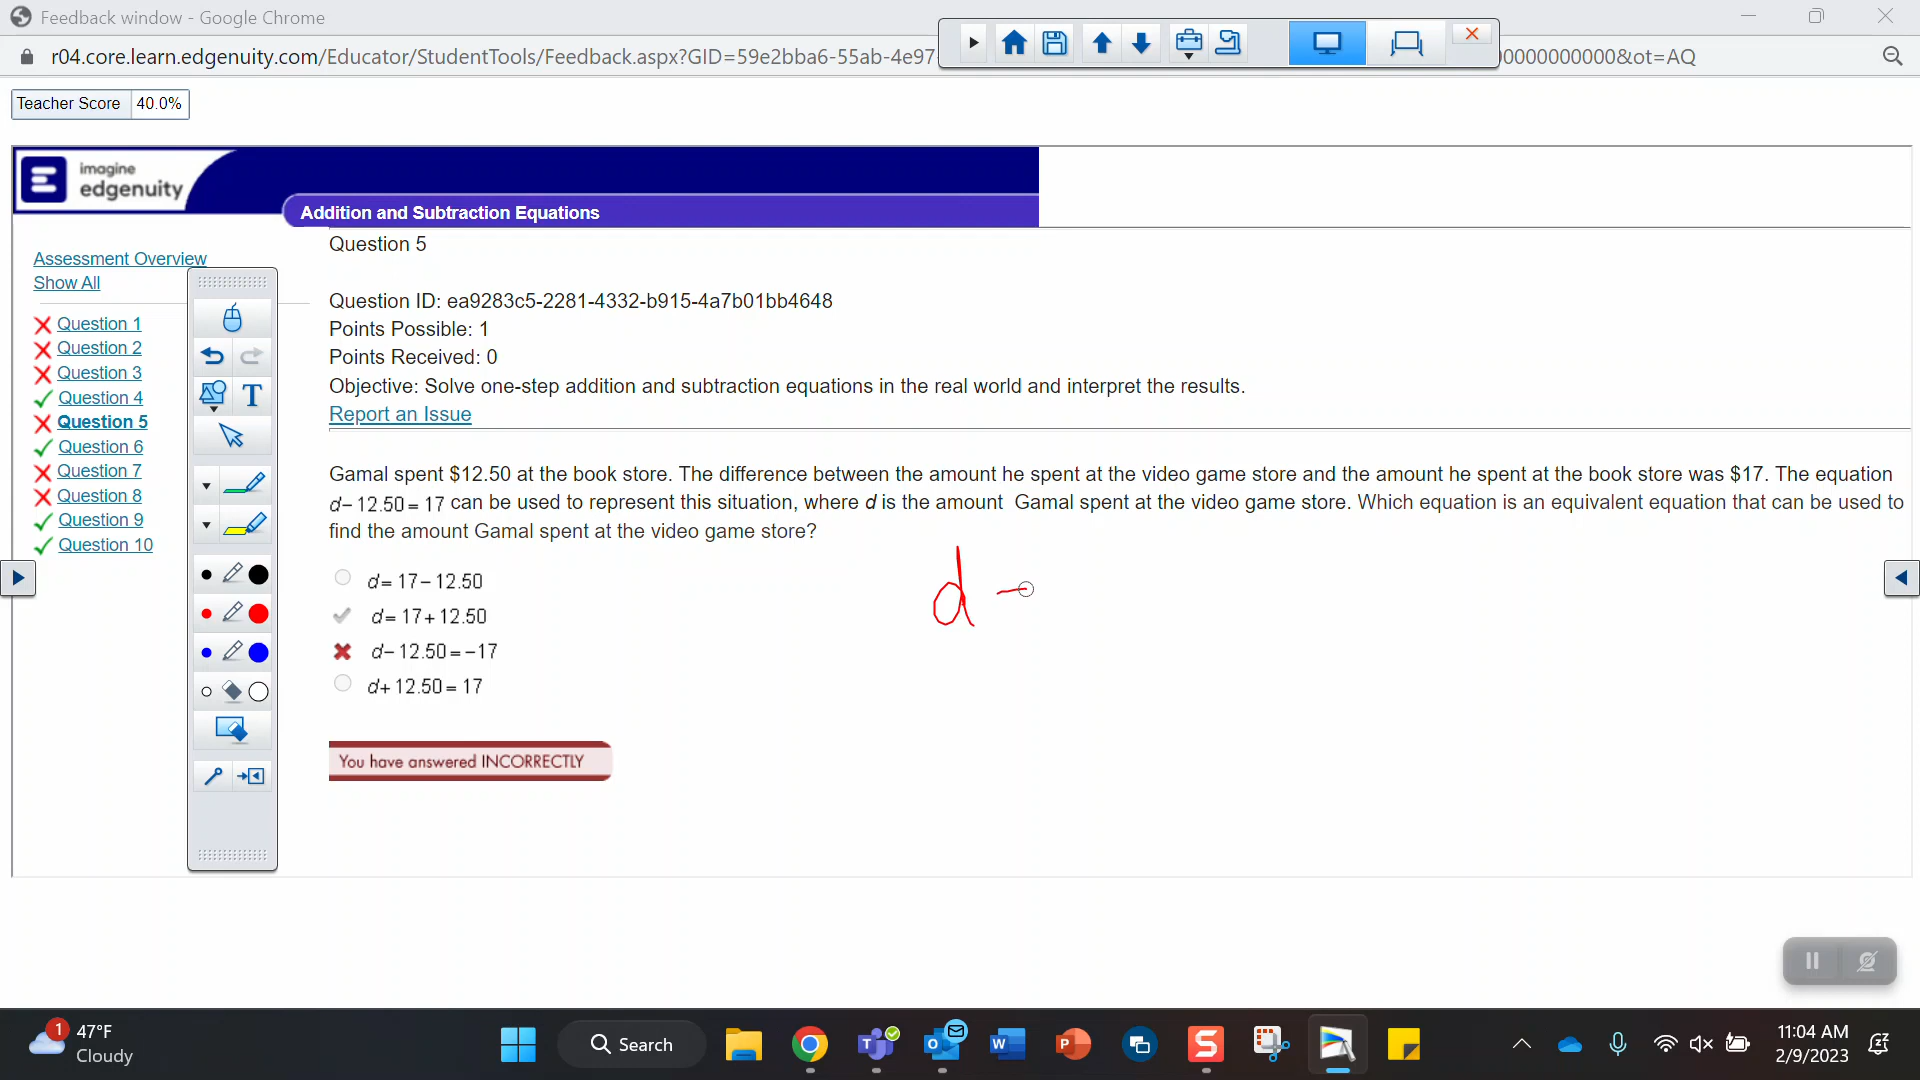 Feedback window - Google Chrome
r04.core.learn.edgenuity.com/Educator/StudentTools/Feedback.aspx?GID=59e2bba6-55ab-4e97- 0000000000&ot=AQ
Teacher Score 40.0%
imagine
edgenuity
Addition and Subtraction Equations
Question 5
Assessment Overview
Show All
Question 1
Question 2
Question 3
Question 4
Question 5
Question 6
Question 7
Question 8
Question 9
Question 10
T
Question ID: ea9283c5-2281-4332-b915-4a7b01bb4648
Points Possible: 1
Points Received: 0
Objective: Solve one-step addition and subtraction equations in the real world and interpret the results.
Report an Issue
Gamal spent $12.50 at the book store. The difference between the amount he spent at the video game store and the amount he spent at the book store was $17. The equation
d – 12.50 = 17 can be used to represent this situation, where d is the amount Gamal spent at the video game store. Which equation is an equivalent equation that can be used to
find the amount Gamal spent at the video game store?
d = 17 – 12.50
d = 17 + 12.50
d – 12.50 = –17
d + 12.50 = 17
d –
You have answered INCORRECTLY
1
47°F
Cloudy
Search
11:04 AM
2/9/2023